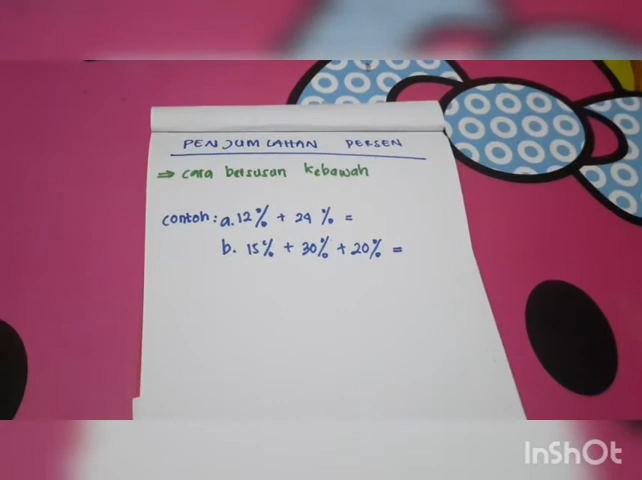 PENJUMLAHAN PERSEN
⇒ cara bersusun kebawah
contoh: a. 12% + 24% =
b. 15% + 30% + 20% =
InShOt